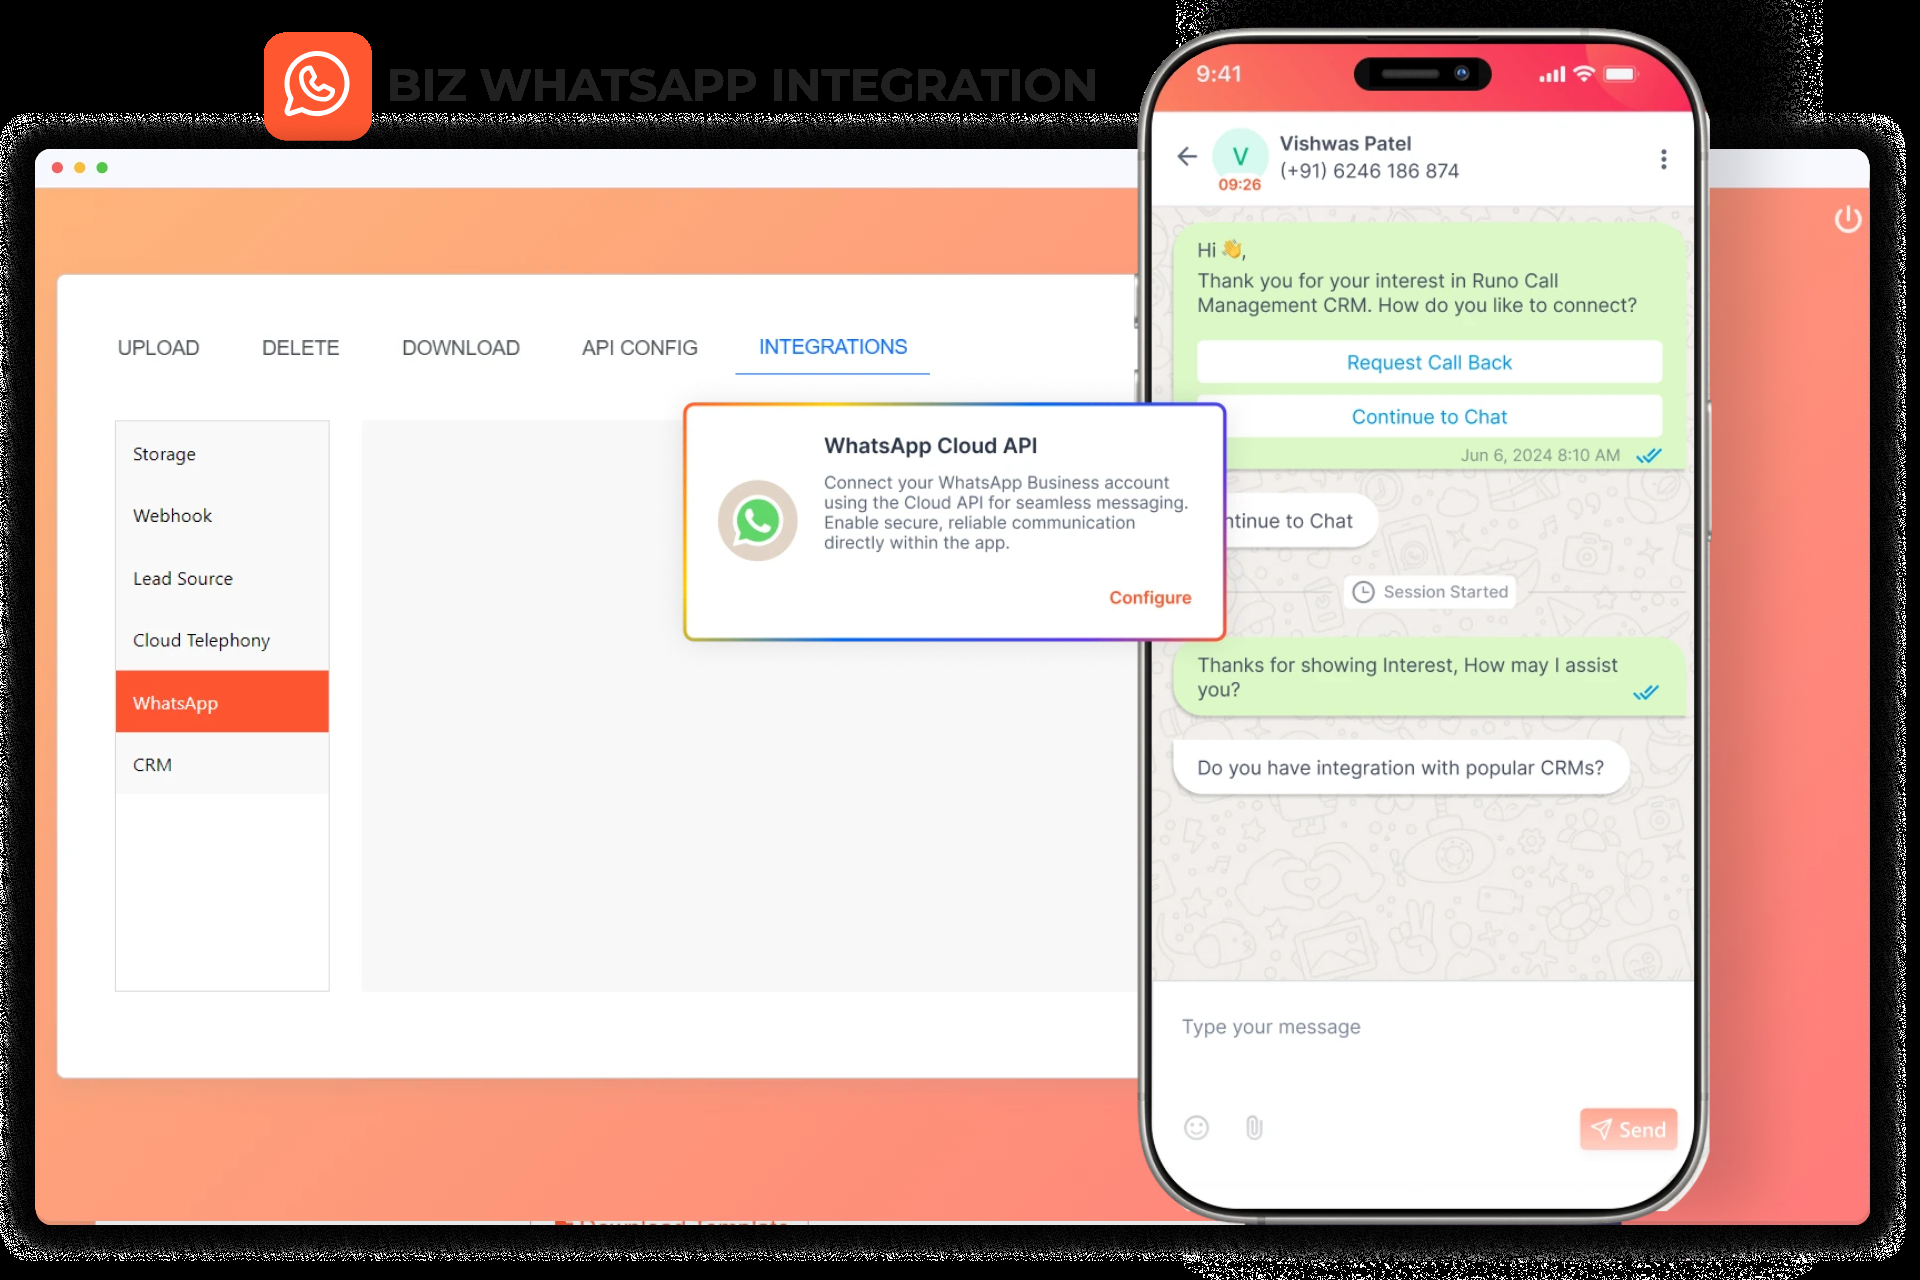 BIZ WHATSAPP INTEGRATION
UPLOAD
DELETE
DOWNLOAD
API CONFIG
INTEGRATIONS
Storage
Webhook
Lead Source
Cloud Telephony
WhatsApp
CRM
WhatsApp Cloud API
Connect your WhatsApp Business account
using the Cloud API for seamless messaging.
Enable secure, reliable communication
directly within the app.
Configure
9:41
V
09:26
Vishwas Patel
(+91) 6246 186 874
Hi 👋,
Thank you for your interest in Runo Call
Management CRM. How do you like to connect?
Request Call Back
Continue to Chat
Jun 6, 2024 8:10 AM
ntinue to Chat
Session Started
Thanks for showing Interest, How may I assist
you?
Do you have integration with popular CRMs?
Type your message
Send
Download Template